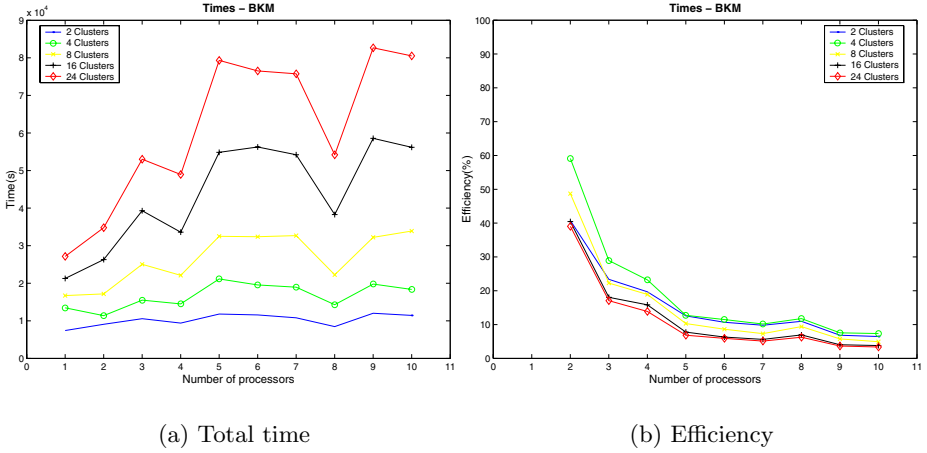 Times − BKM
x 10^4
9
8
7
6
5
4
3
2
1
0
Time(s)
2 Clusters
4 Clusters
8 Clusters
16 Clusters
24 Clusters
0 1 2 3 4 5 6 7 8 9 10 11
Number of processors
(a) Total time
Times − BKM
100
90
80
70
60
50
40
30
20
10
0
Efficiency(%)
2 Clusters
4 Clusters
8 Clusters
16 Clusters
24 Clusters
0 1 2 3 4 5 6 7 8 9 10 11
Number of processors
(b) Efficiency